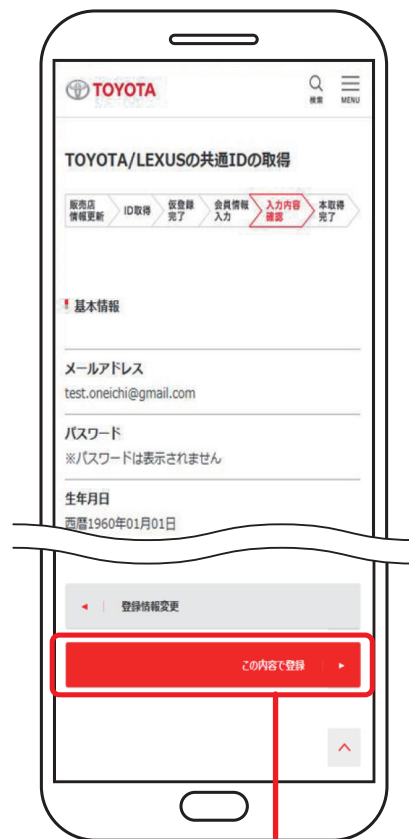 TOYOTA
検索
MENU
TOYOTA/LEXUSの共通IDの取得
販売店
情報更新
ID取得
仮登録
完了
会員情報
入力
入力内容
確認
本取得
完了
基本情報
メールアドレス
test.oneichi@gmail.com
パスワード
※パスワードは表示されません
生年月日
西暦1960年01月01日
登録情報変更
この内容で登録